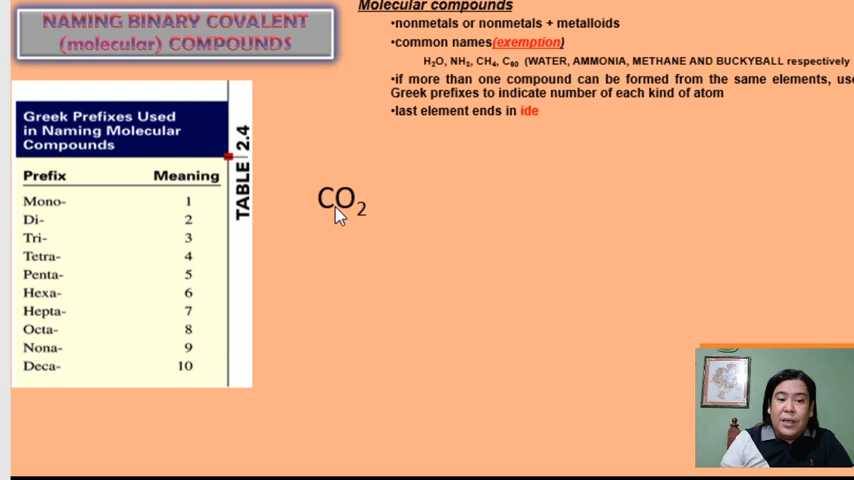 NAMING BINARY COVALENT
(molecular) COMPOUNDS
Molecular compounds
•nonmetals or nonmetals + metalloids
•common names(exemption)
H₂O, NH₃, CH₄, C₆₀ (WATER, AMMONIA, METHANE AND BUCKYBALL respectively
•if more than one compound can be formed from the same elements, use
Greek prefixes to indicate number of each kind of atom
•last element ends in ide
Greek Prefixes Used
in Naming Molecular
Compounds
TABLE 2.4
Prefix Meaning
Mono- 1
Di- 2
Tri- 3
Tetra- 4
Penta- 5
Hexa- 6
Hepta- 7
Octa- 8
Nona- 9
Deca- 10
CO₂